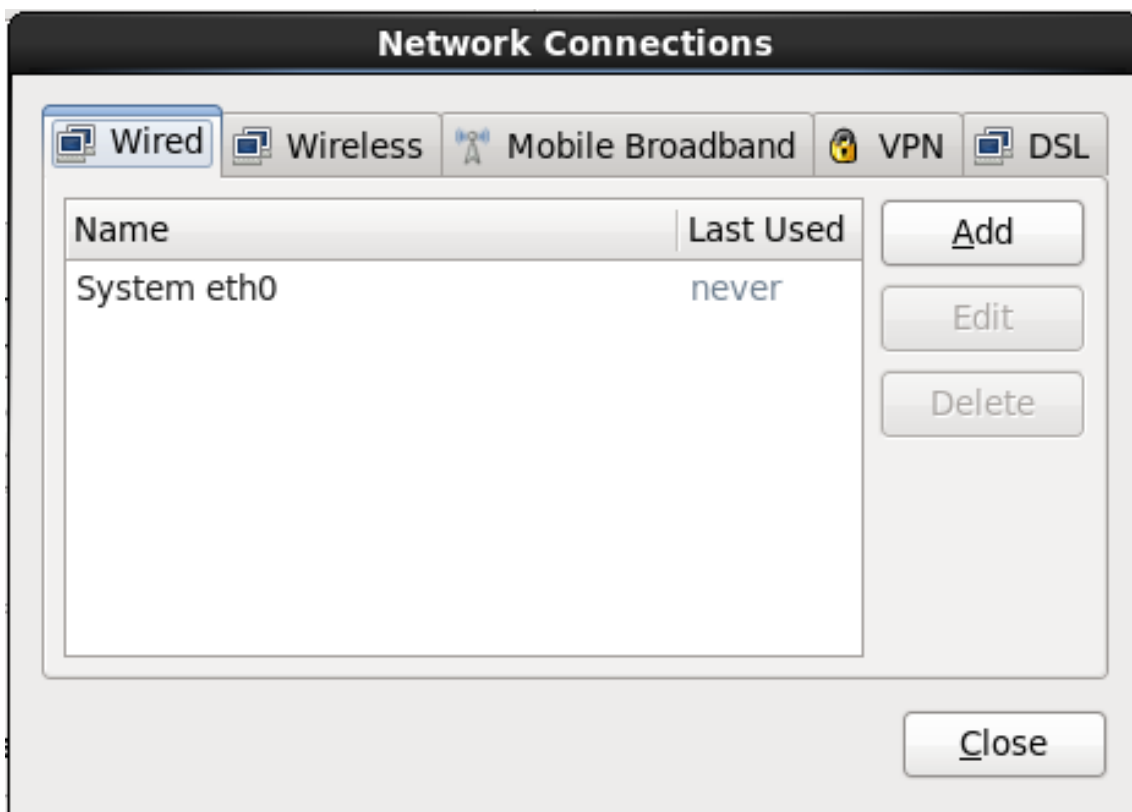 Network Connections
Wired Wireless Mobile Broadband VPN DSL
Name Last Used
Add
System eth0 never
Edit
Delete
Close